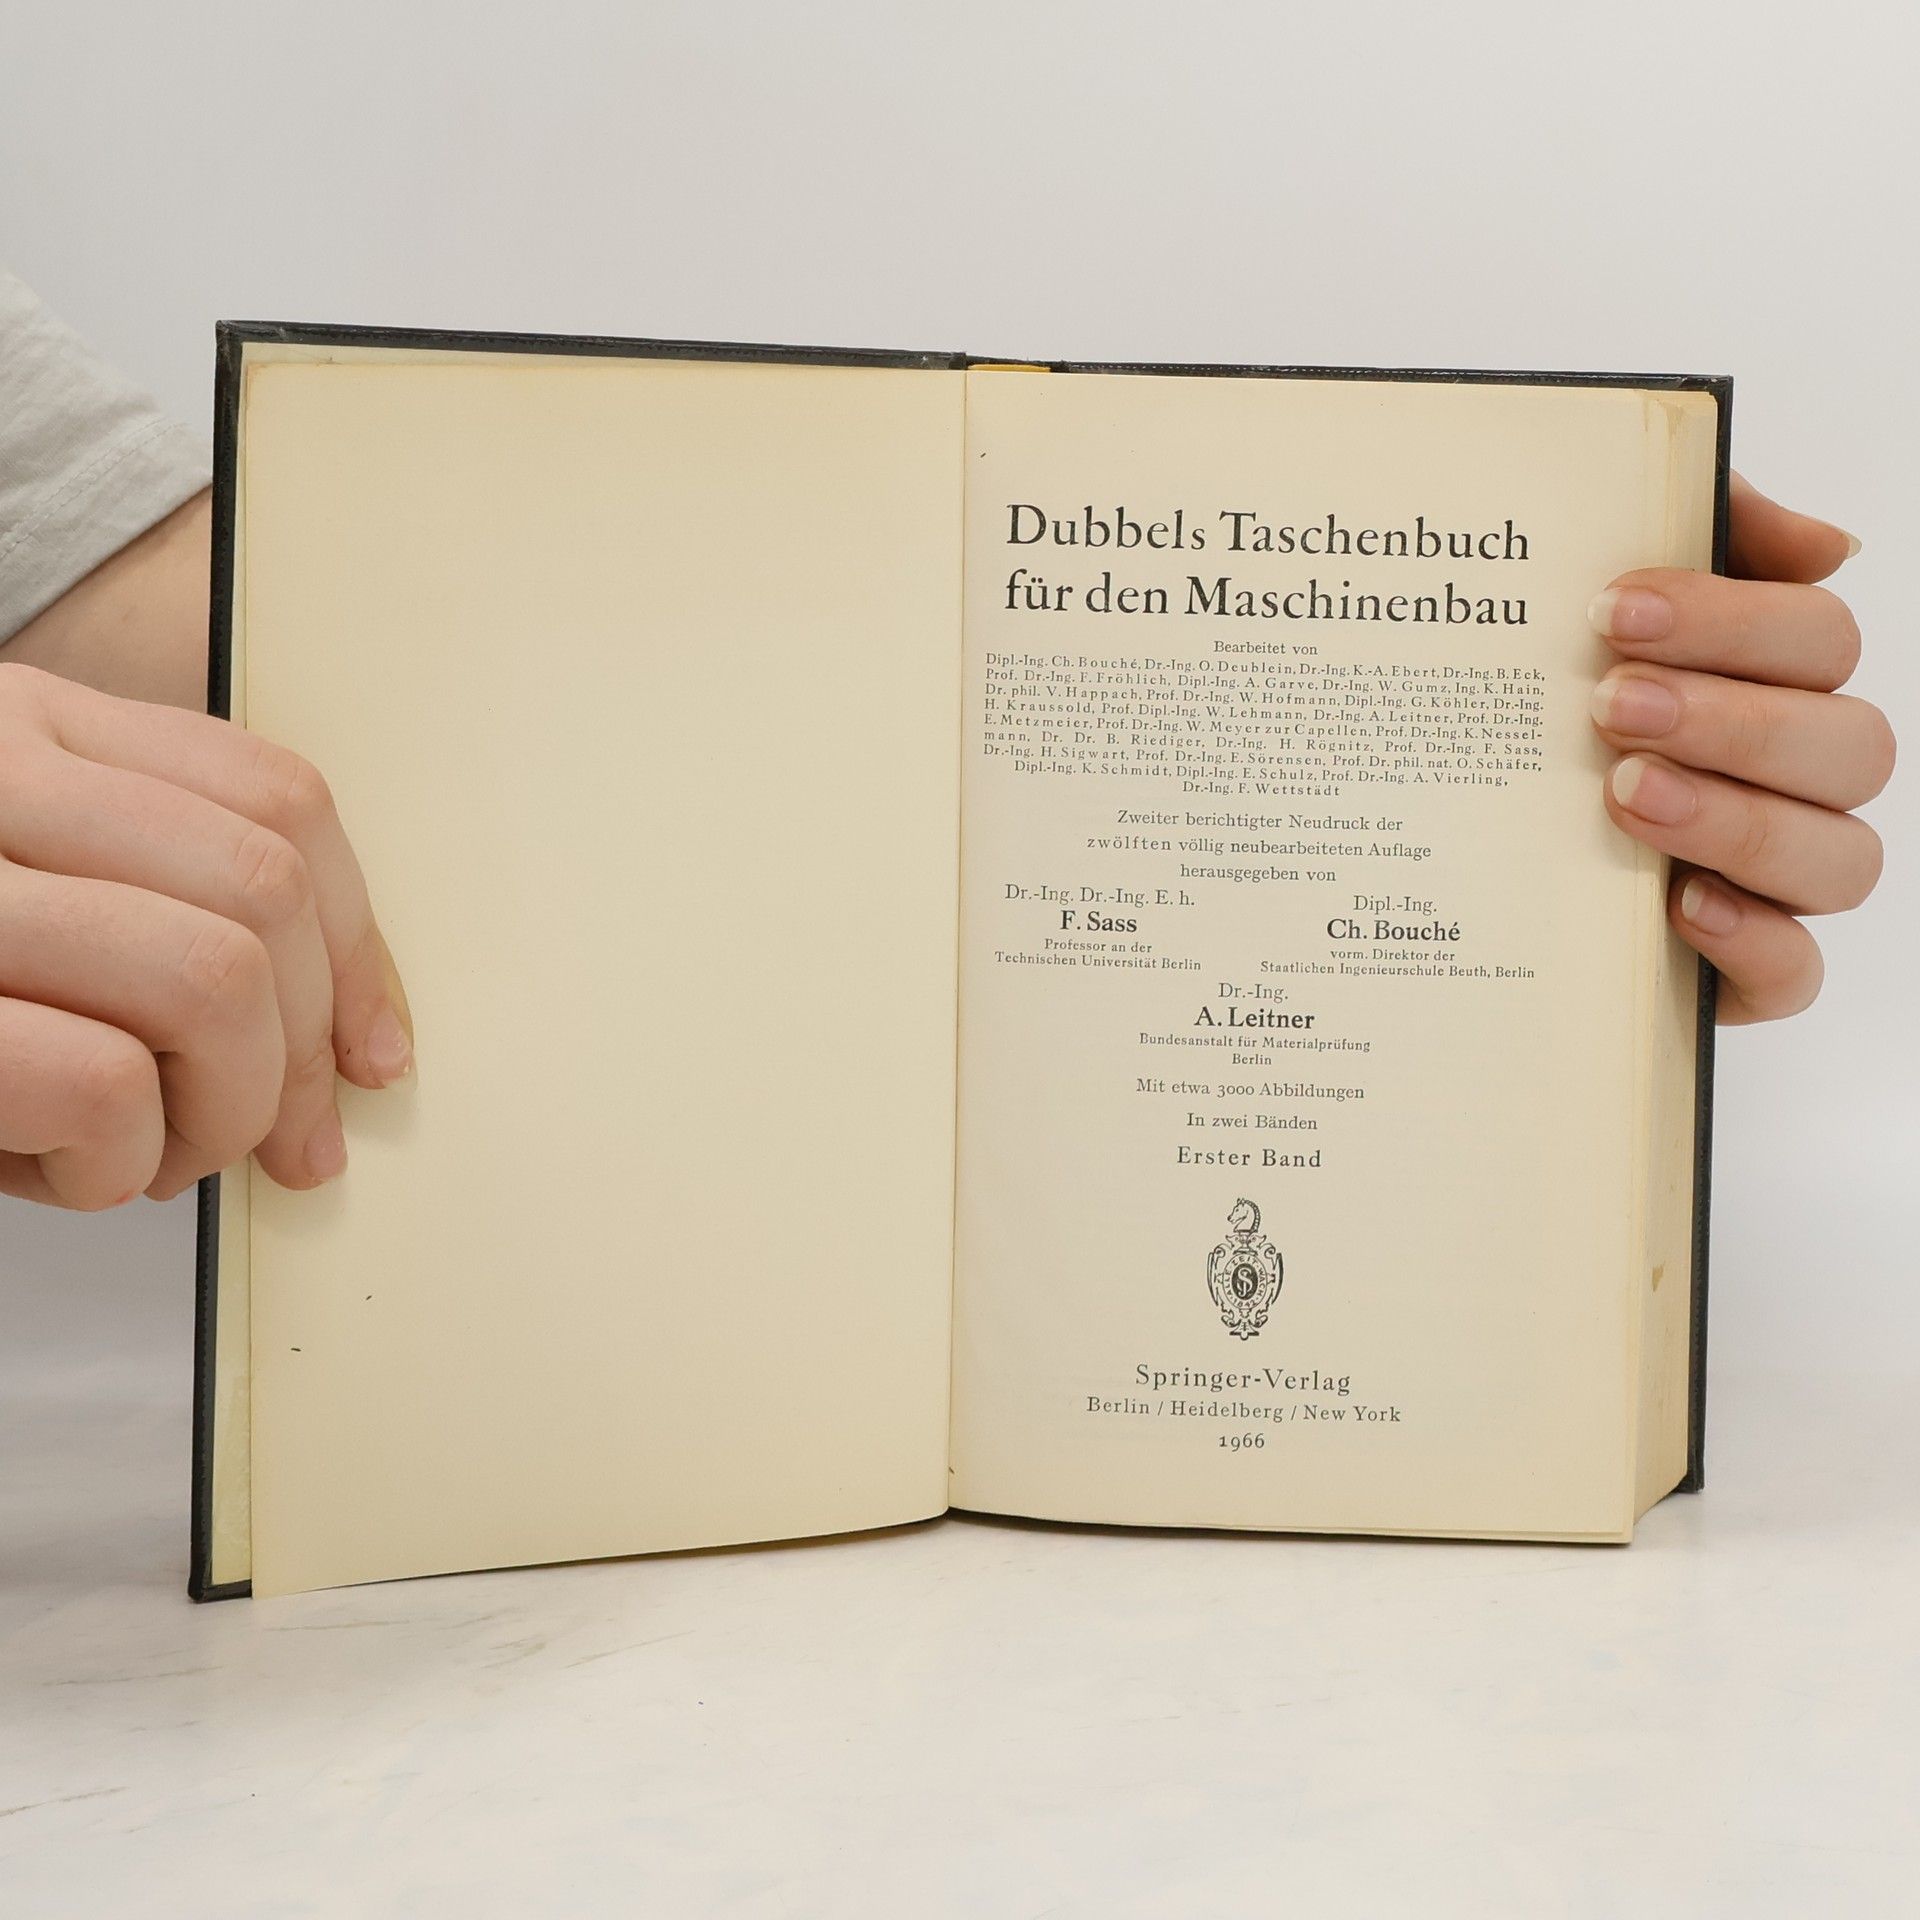 Dubbels Taschenbuch
für den Maschinenbau
Bearbeitet von
Dipl.-Ing. Ch. Bouché, Dr.-Ing. O. Deublein, Dr.-Ing. K.-A. Ebert, Dr.-Ing. B. Eck,
Prof. Dr.-Ing. F. Fröhlich, Dipl.-Ing. A. Garve, Dr.-Ing. W. Gumz, Ing. K. Hain,
Dr. phil. V. Happach, Prof. Dr.-Ing. W. Hofmann, Dipl.-Ing. G. Köhler, Dr.-Ing.
H. Kraussold, Prof. Dipl.-Ing. W. Lehmann, Dr.-Ing. A. Leitner, Prof. Dr.-Ing.
E. Metzmeier, Prof. Dr.-Ing. W. Meyer zur Capellen, Prof. Dr.-Ing. K. Nessel-
mann, Dr. Dr. B. Riediger, Dr.-Ing. H. Rögnitz, Prof. Dr.-Ing. F. Sass,
Dr.-Ing. H. Sigwart, Prof. Dr.-Ing. E. Sörensen, Prof. Dr. phil. nat. O. Schäfer,
Dipl.-Ing. K. Schmidt, Dipl.-Ing. E. Schulz, Prof. Dr.-Ing. A. Vierling,
Dr.-Ing. F. Wettstädt
Zweiter berichtigter Neudruck der
zwölften völlig neubearbeiteten Auflage
herausgegeben von
Dr.-Ing. Dr.-Ing. E. h.
F. Sass
Professor an der
Technischen Universität Berlin
Dipl.-Ing.
Ch. Bouché
vorm. Direktor der
Staatlichen Ingenieurschule Beuth, Berlin
Dr.-Ing.
A. Leitner
Bundesanstalt für Materialprüfung
Berlin
Mit etwa 3000 Abbildungen
In zwei Bänden
Erster Band
ALLE·ZEIT·WACH
1842
Springer-Verlag
Berlin / Heidelberg / New York
1966